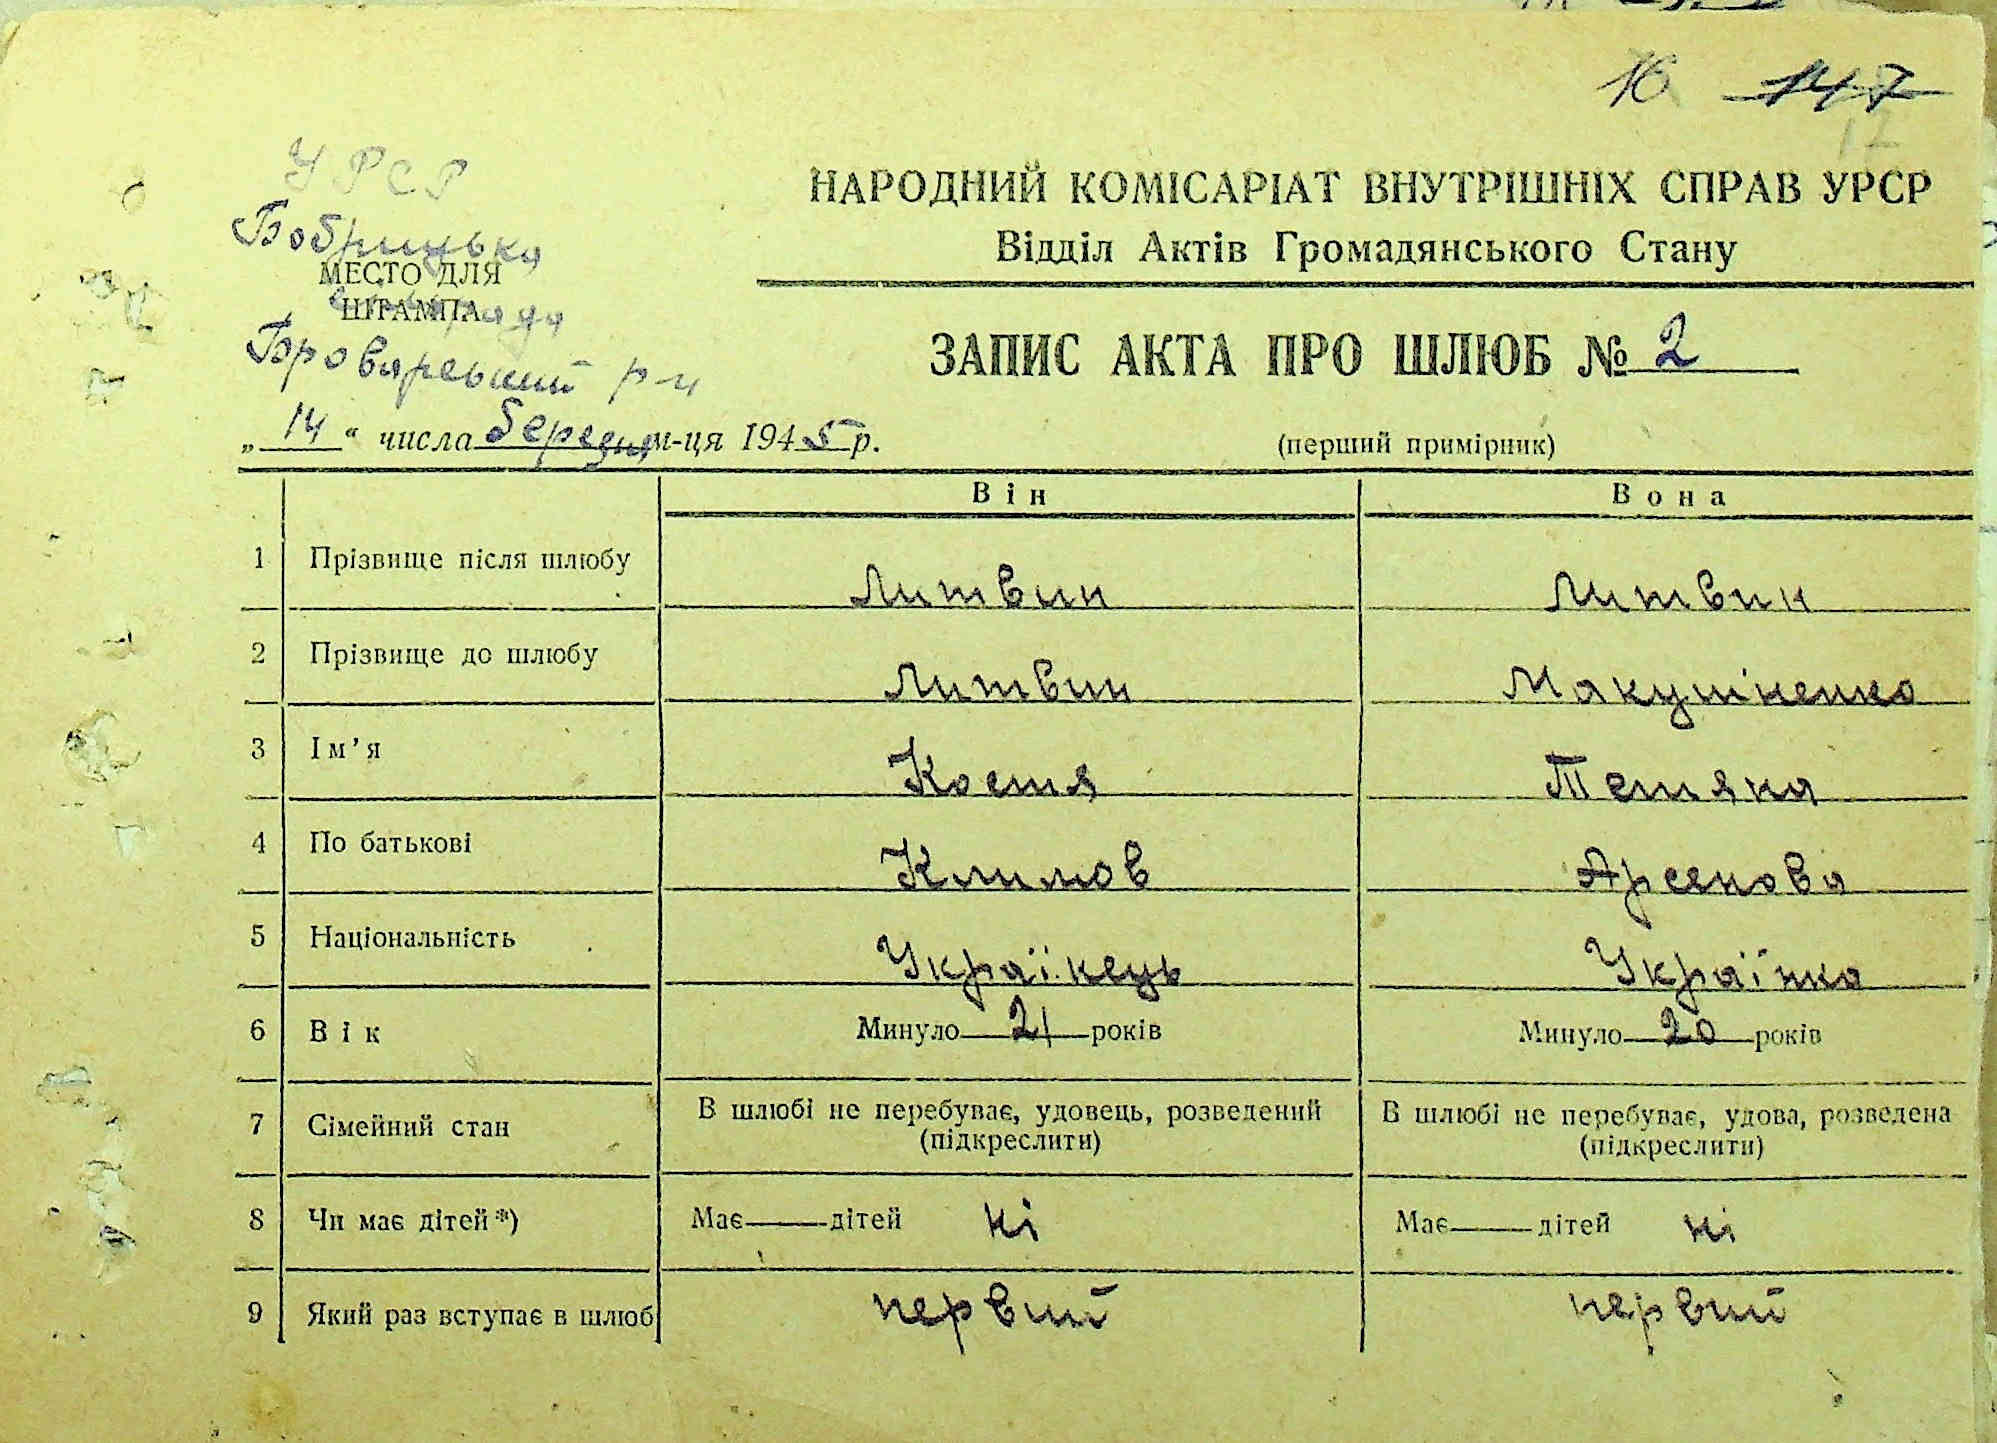 16 147
УРСР
Бобрицька
МЕСТО ДЛЯ
ШТАМПА
Броварський р-н
НАРОДНИЙ КОМІСАРІАТ ВНУТРІШНІХ СПРАВ УРСР
Відділ Актів Громадянського Стану
ЗАПИС АКТА ПРО ШЛЮБ № 2
„ 14 “ числа березня м-ця 1945 р. (перший примірник)
Він Вона
1 Прізвище після шлюбу Литвин Литвин
2 Прізвище до шлюбу Литвин Макушненко
3 Ім’я Костя Тетяна
4 По батькові Климов Арсенова
5 Національність Українець Українка
6 Вік Минуло 21 років Минуло 20 років
7 Сімейний стан В шлюбі не перебуває, удовець, розведений (підкреслити) В шлюбі не перебуває, удова, розведена (підкреслити)
8 Чи має дітей*) Має дітей ні Має дітей ні
9 Який раз вступає в шлюб первий первий